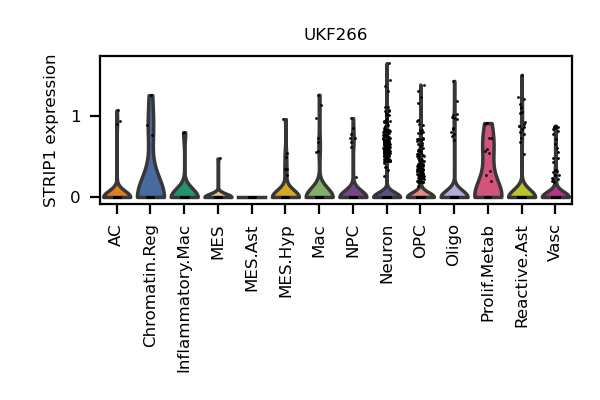 UKF266
STRIP1 expression
1
0
AC
Chromatin.Reg
Inflammatory.Mac
MES
MES.Ast
MES.Hyp
Mac
NPC
Neuron
OPC
Oligo
Prolif.Metab
Reactive.Ast
Vasc